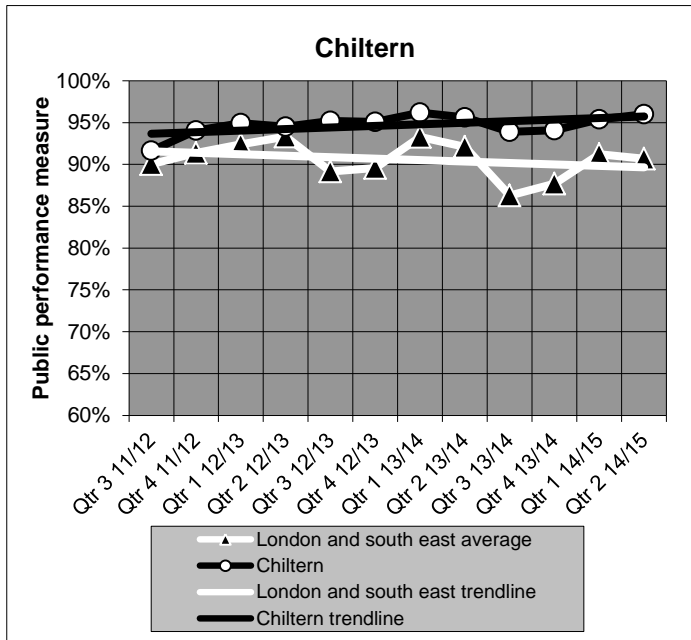 Chiltern
Public performance measure
100%
95%
90%
85%
80%
75%
70%
65%
60%
Qtr 3 11/12
Qtr 4 11/12
Qtr 1 12/13
Qtr 2 12/13
Qtr 3 12/13
Qtr 4 12/13
Qtr 1 13/14
Qtr 2 13/14
Qtr 3 13/14
Qtr 4 13/14
Qtr 1 14/15
Qtr 2 14/15
London and south east average
Chiltern
London and south east trendline
Chiltern trendline